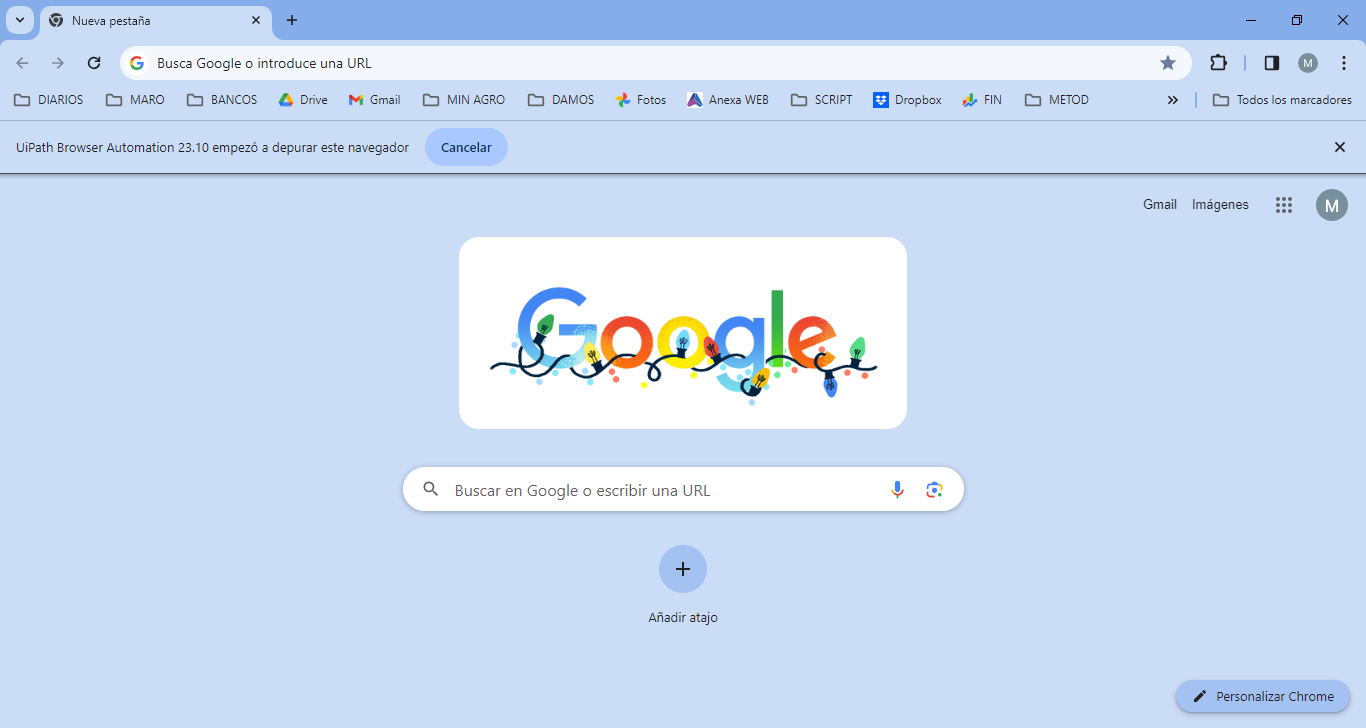 Nueva pestaña
Busca Google o introduce una URL
M
DIARIOS MARO BANCOS Drive Gmail MIN AGRO DAMOS Fotos Anexa WEB SCRIPT Dropbox FIN METOD Todos los marcadores
UiPath Browser Automation 23.10 empezó a depurar este navegador Cancelar
Gmail Imágenes M
Google
Buscar en Google o escribir una URL
Añadir atajo
Personalizar Chrome